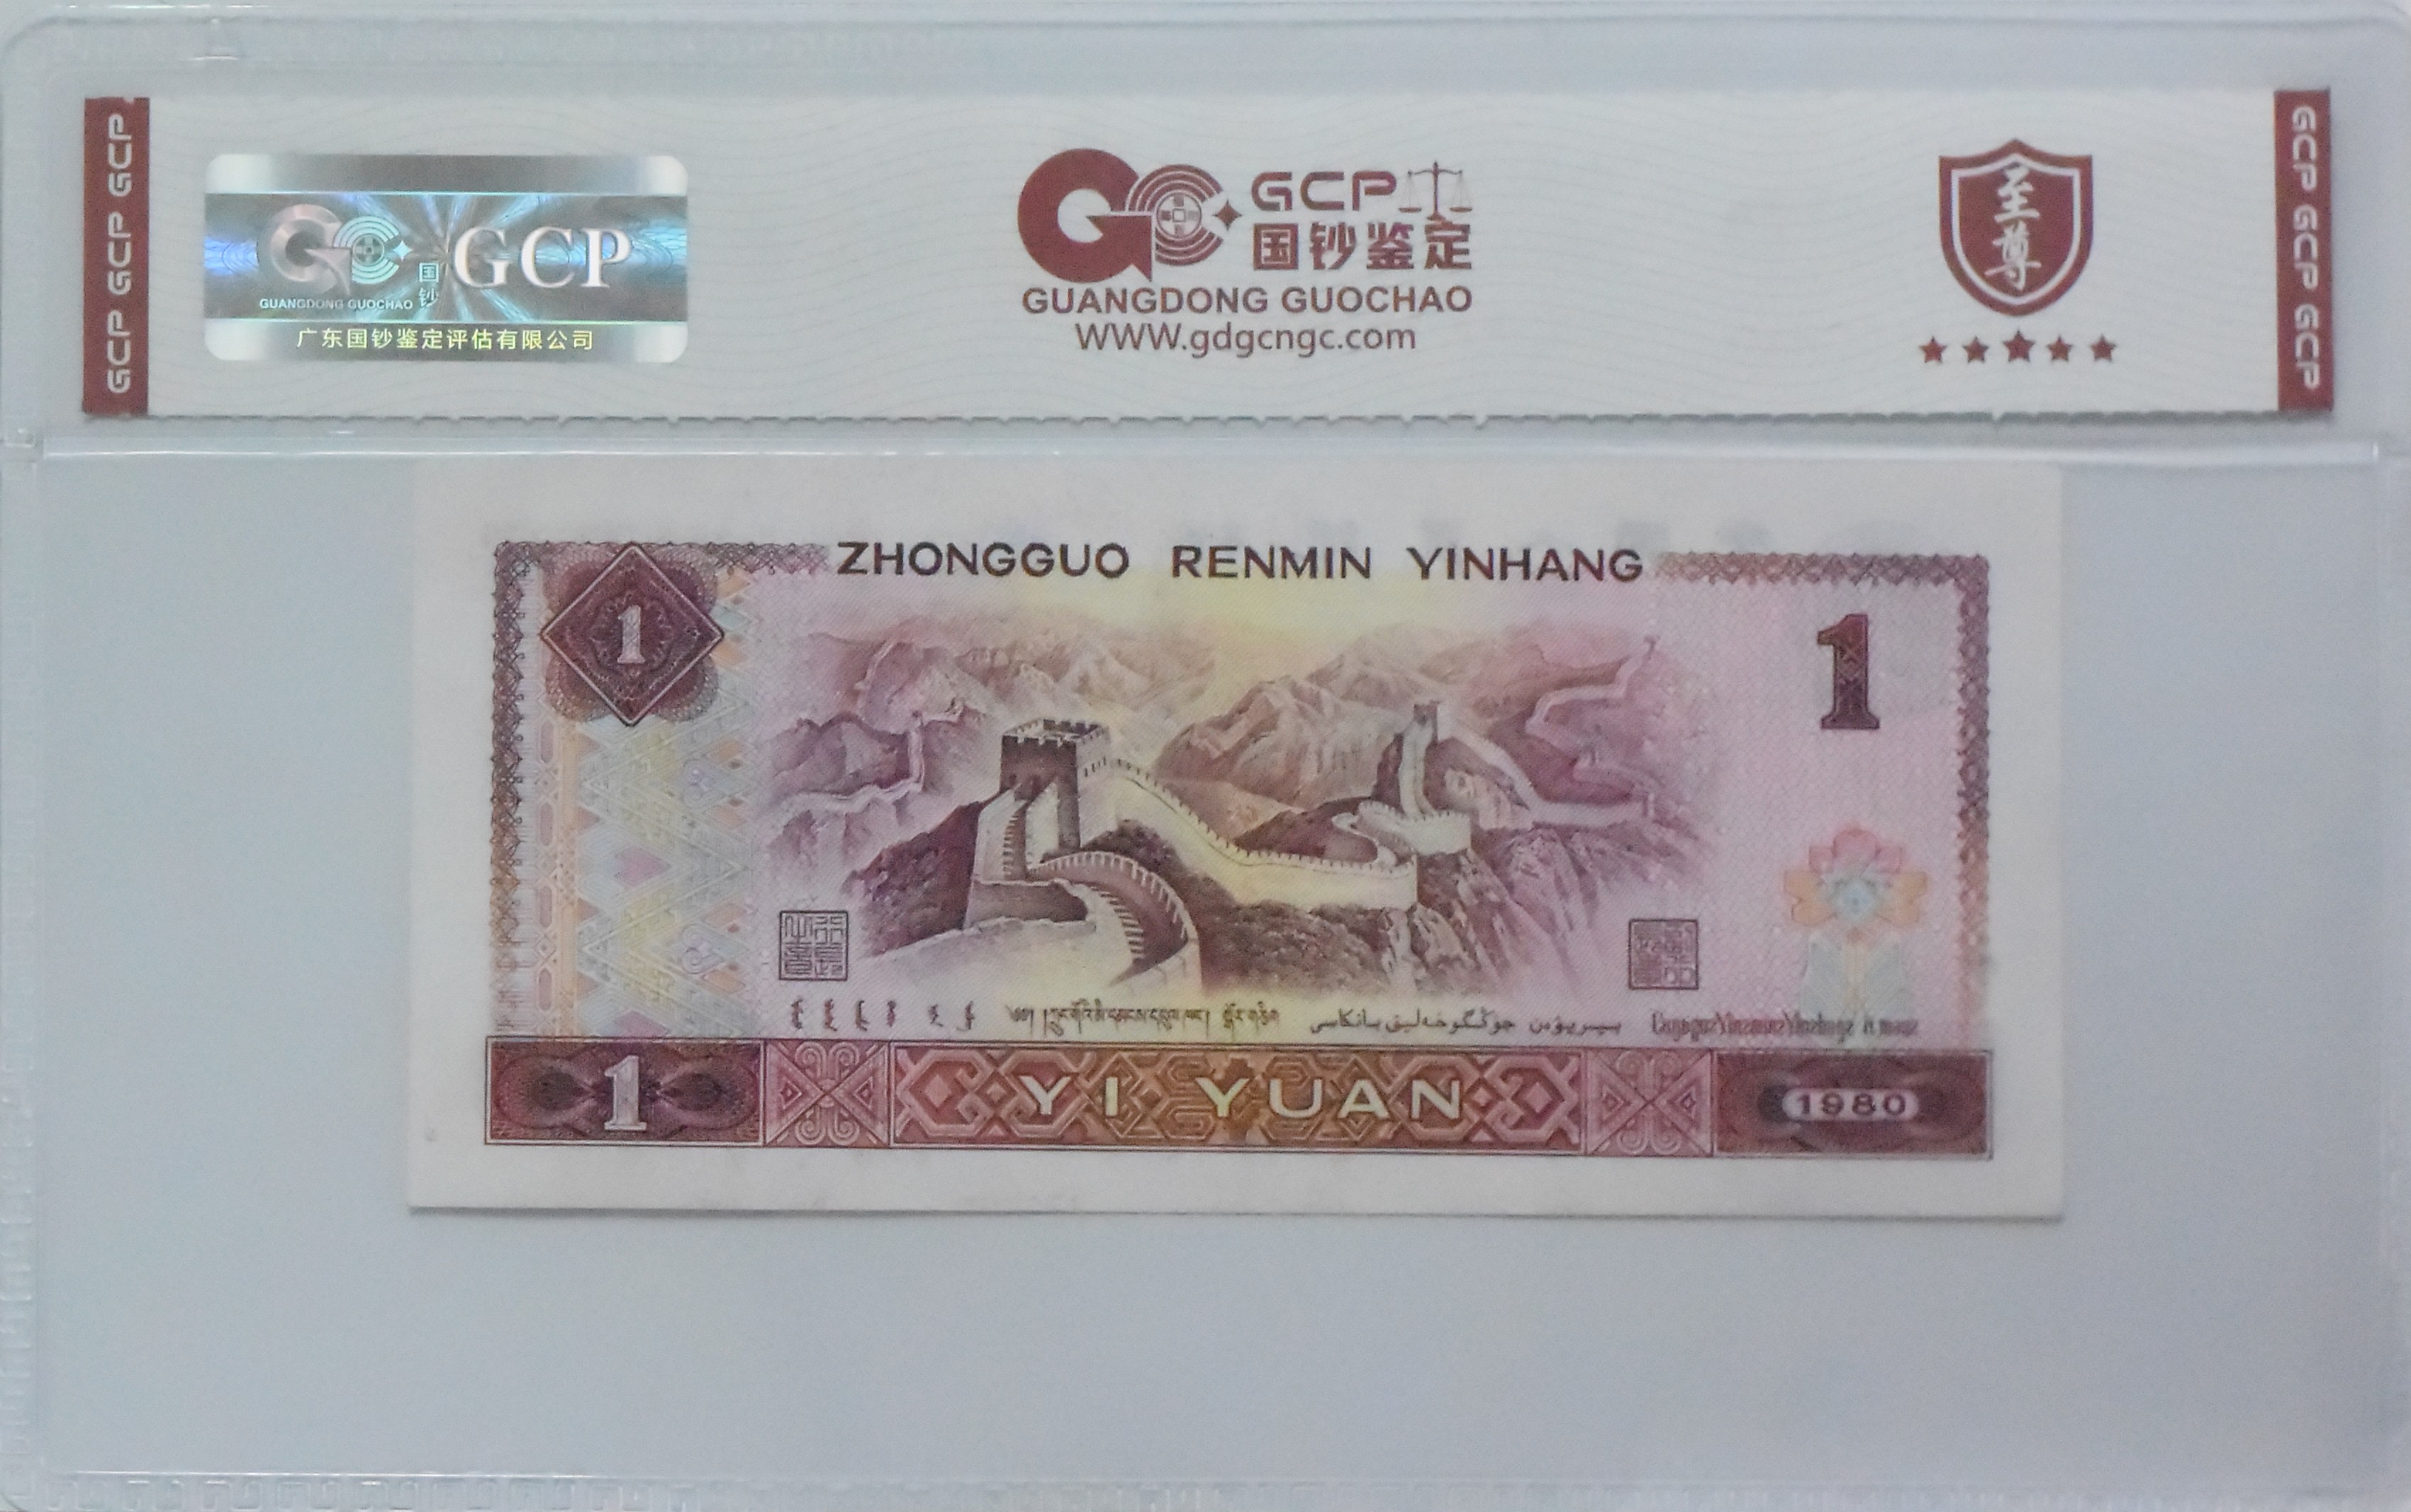 GCP GCP GCP
国钞 GCP
GUANGDONG GUOCHAO
广东国钞鉴定评估有限公司
GCP
国钞鉴定
GUANGDONG GUOCHAO
WWW.gdgcngc.com
至尊
GCP GCP GCP
ZHONGGUO RENMIN YINHANG
1
1
1
YI YUAN
1980